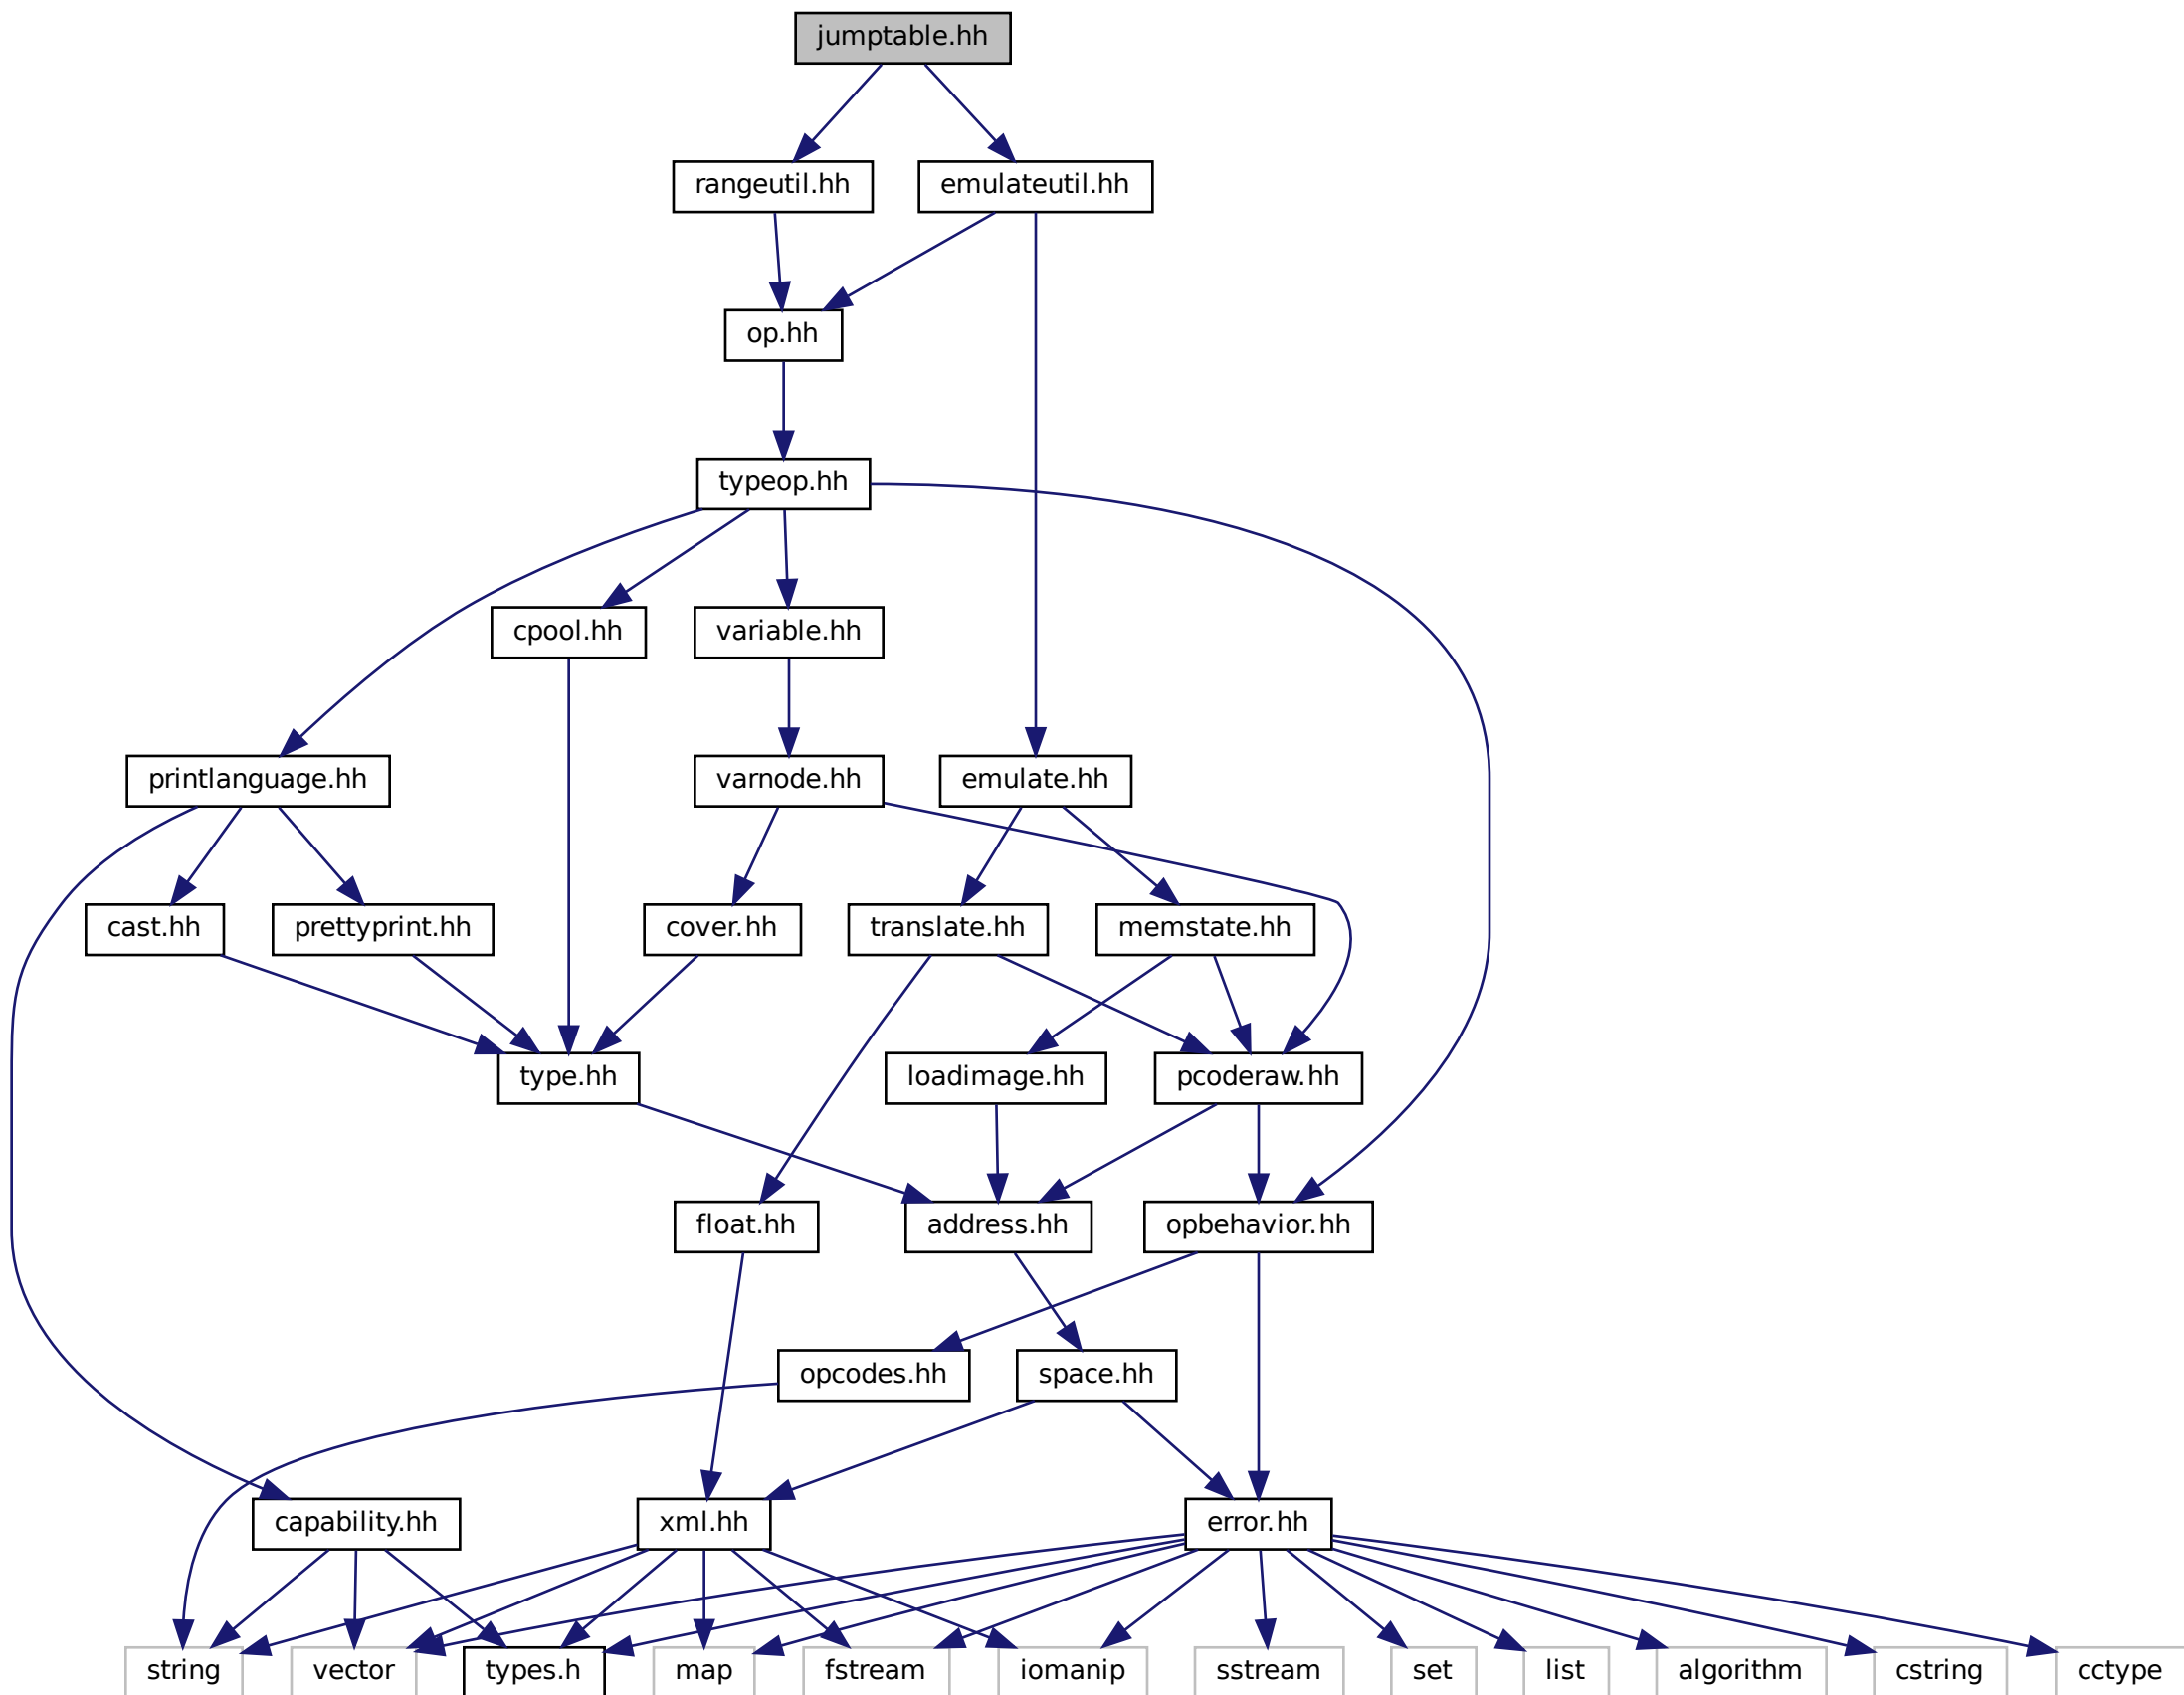 jumptable.hh
rangeutil.hh
emulateutil.hh
op.hh
typeop.hh
cpool.hh
variable.hh
printlanguage.hh
varnode.hh
emulate.hh
cast.hh
prettyprint.hh
cover.hh
translate.hh
memstate.hh
type.hh
loadimage.hh
pcoderaw.hh
float.hh
address.hh
opbehavior.hh
opcodes.hh
space.hh
capability.hh
xml.hh
error.hh
string
vector
types.h
map
fstream
iomanip
sstream
set
list
algorithm
cstring
cctype